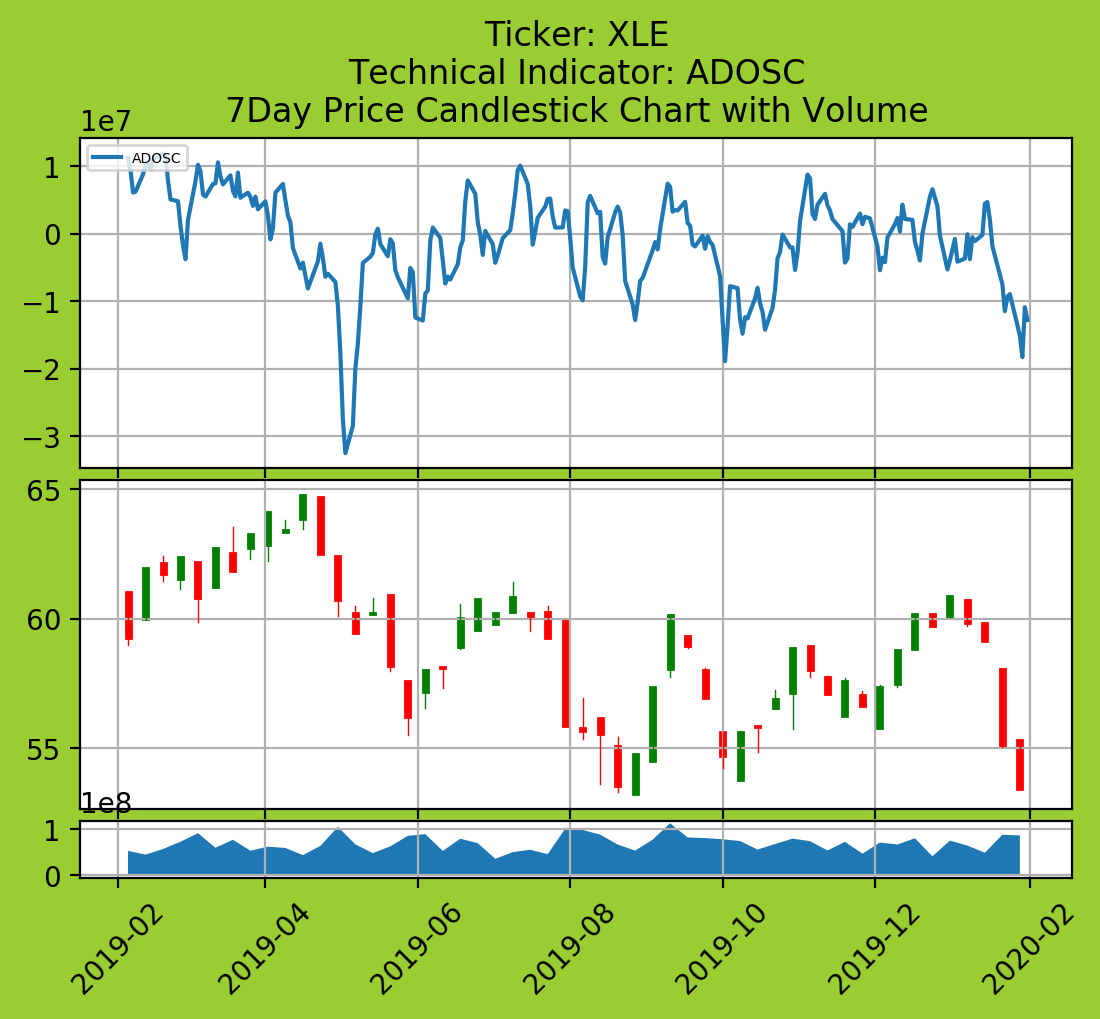 Ticker: XLE
Technical Indicator: ADOSC
7Day Price Candlestick Chart with Volume
1e7
ADOSC
1
0
−1
−2
−3
65
60
55
1e8
1
0
2019-02
2019-04
2019-06
2019-08
2019-10
2019-12
2020-02